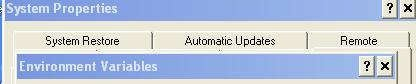 System Properties ? ×
System Restore Automatic Updates Remote
Environment Variables ? ×